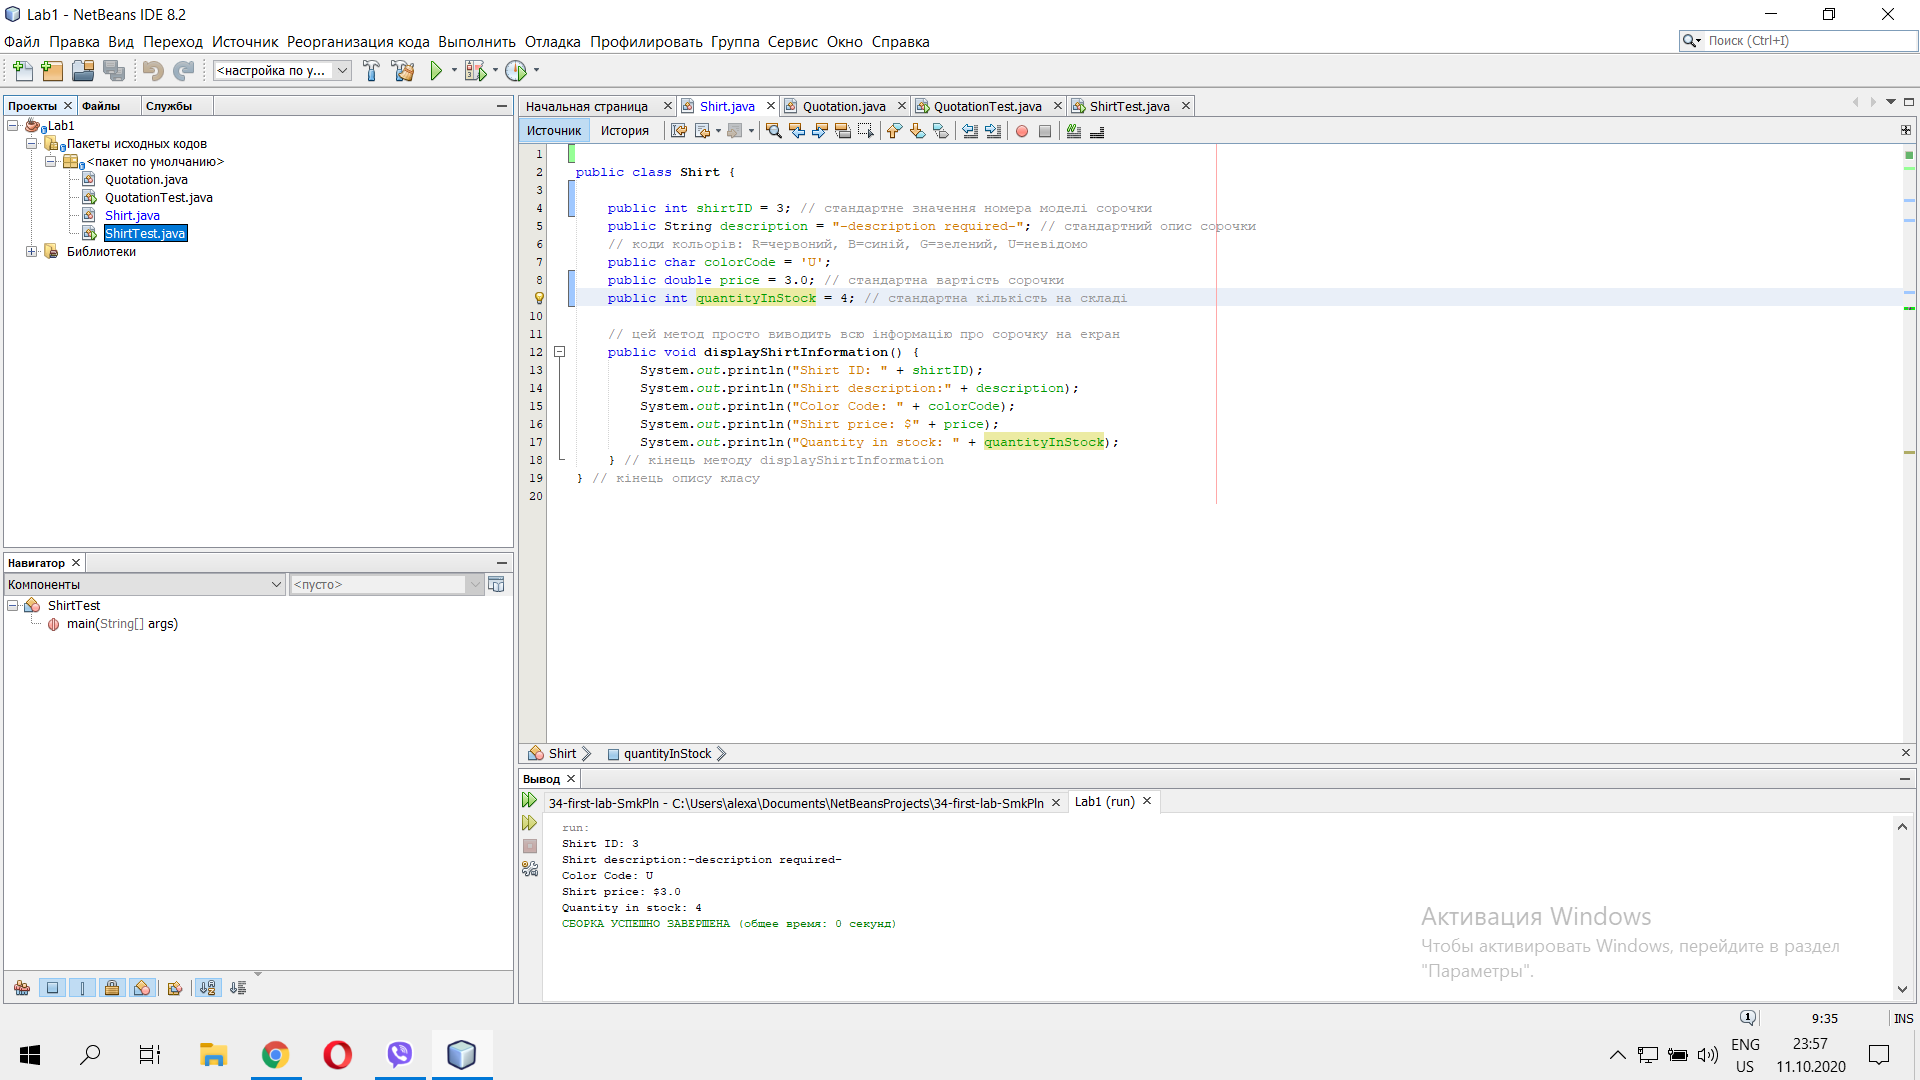 Lab1 - NetBeans IDE 8.2
Файл Правка Вид Переход Источник Реорганизация кода Выполнить Отладка Профилировать Группа Сервис Окно Справка
Поиск (Ctrl+I)
<настройка по у...
Проекты Файлы Службы
Lab1
Пакеты исходных кодов
<пакет по умолчанию>
Quotation.java
QuotationTest.java
Shirt.java
ShirtTest.java
Библиотеки
Навигатор
Компоненты
<пусто>
ShirtTest
main(String[] args)
Начальная страница Shirt.java Quotation.java QuotationTest.java ShirtTest.java
Источник История
1
2 public class Shirt {
3
4 public int shirtID = 3; // стандартне значення номера моделі сорочки
5 public String description = "-description required-"; // стандартний опис сорочки
6 // коди кольорів: R=червоний, B=синій, G=зелений, U=невідомо
7 public char colorCode = 'U';
8 public double price = 3.0; // стандартна вартість сорочки
public int quantityInStock = 4; // стандартна кількість на складі
10
11 // цей метод просто виводить всю інформацію про сорочку на екран
12 public void displayShirtInformation() {
13 System.out.println("Shirt ID: " + shirtID);
14 System.out.println("Shirt description:" + description);
15 System.out.println("Color Code: " + colorCode);
16 System.out.println("Shirt price: $" + price);
17 System.out.println("Quantity in stock: " + quantityInStock);
18 } // кінець методу displayShirtInformation
19 } // кінець опису класу
20
Shirt quantityInStock
Вывод
34-first-lab-SmkPln - C:\Users\alexa\Documents\NetBeansProjects\34-first-lab-SmkPln Lab1 (run)
run:
Shirt ID: 3
Shirt description:-description required-
Color Code: U
Shirt price: $3.0
Quantity in stock: 4
СБОРКА УСПЕШНО ЗАВЕРШЕНА (общее время: 0 секунд)
Активация Windows
Чтобы активировать Windows, перейдите в раздел
"Параметры".
1 9:35 INS
ENG
US
23:57
11.10.2020